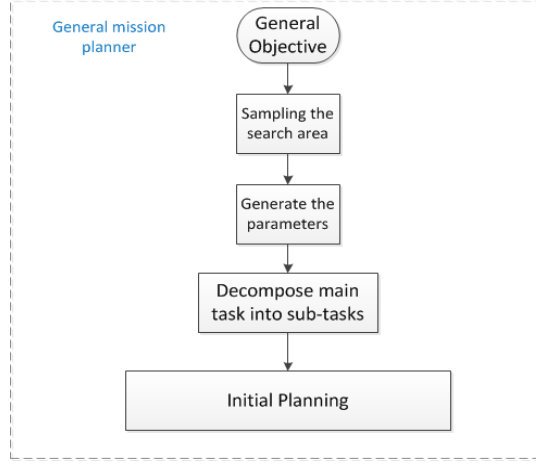 General mission
planner
General
Objective
Sampling the
search area
Generate the
parameters
Decompose main
task into sub-tasks
Initial Planning